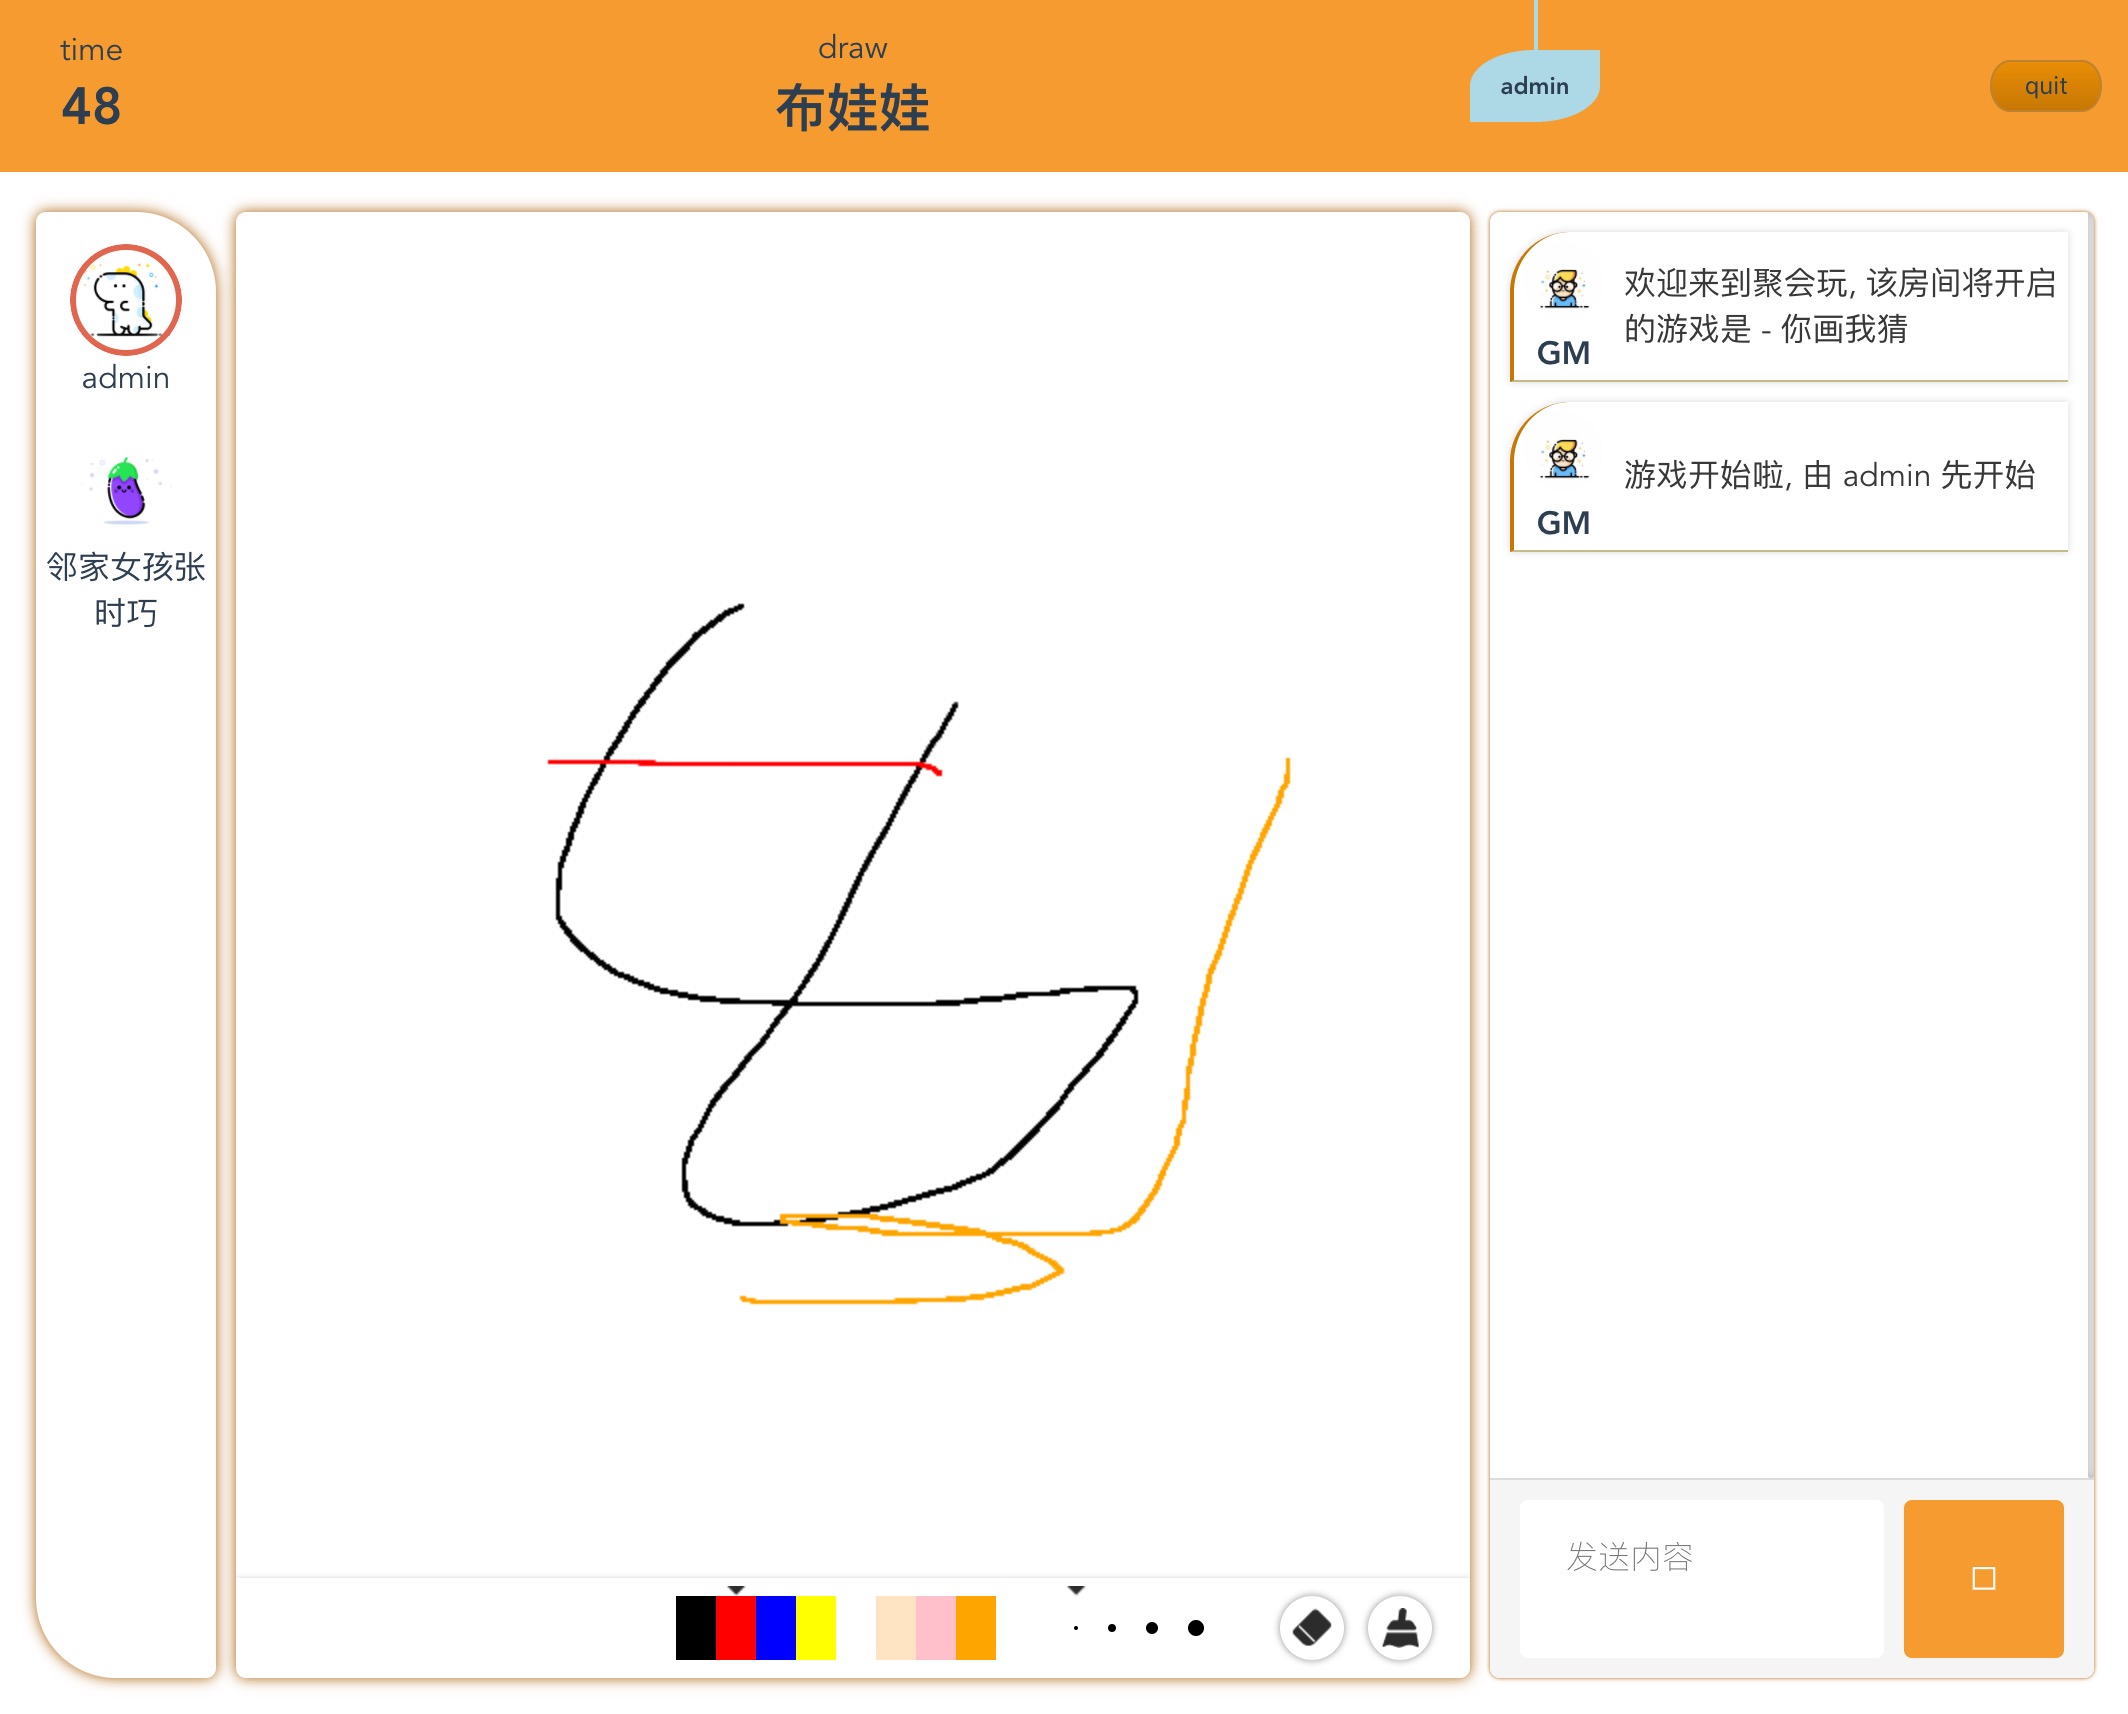 time
48
draw
布娃娃
admin
quit
admin
邻家女孩张
时巧
欢迎来到聚会玩, 该房间将开启
的游戏是 - 你画我猜
GM
游戏开始啦, 由 admin 先开始
GM
发送内容